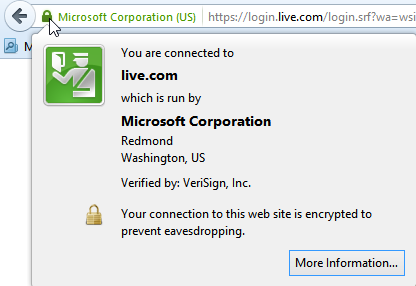 Microsoft Corporation (US)
https://login.live.com/login.srf?wa=wsi
You are connected to
live.com
which is run by
Microsoft Corporation
Redmond
Washington, US
Verified by: VeriSign, Inc.
Your connection to this web site is encrypted to
prevent eavesdropping.
More Information...